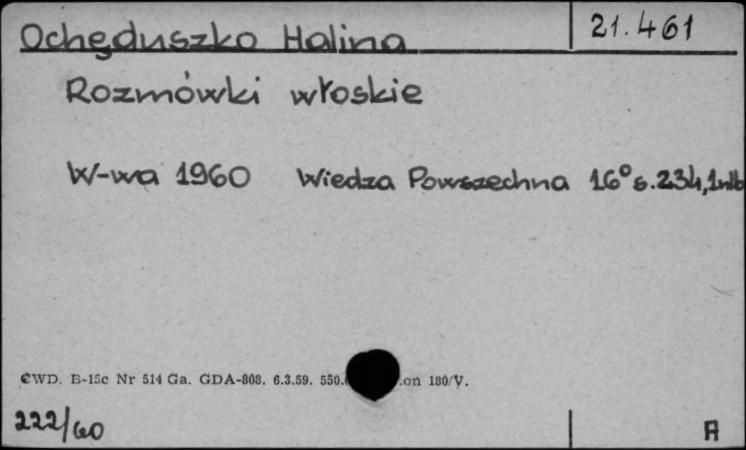 Ochęduszko Halina 21.461
Rozmówki włoskie
W-wa 1960 Wiedza Powszechna 16° s.234,1nlb
CWD. B-15c Nr 514 Ga. GDA-808. 6.3.59. 550. on 180/V.
222/60
A